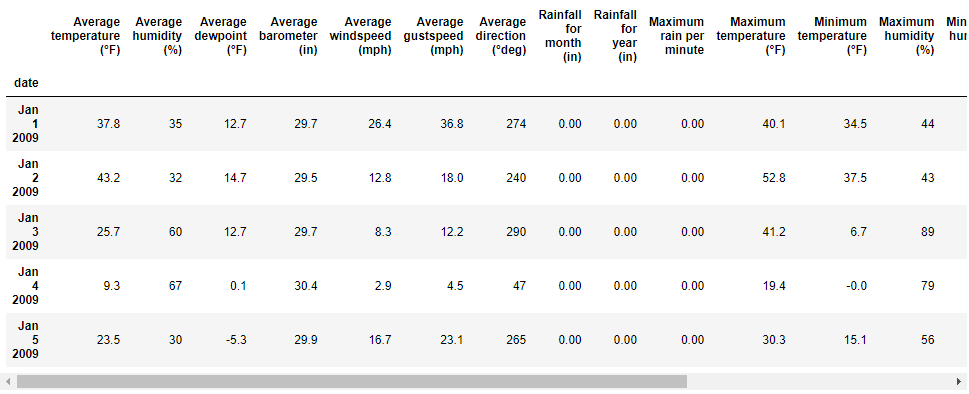 Rainfall Rainfall
Average Average Average Average Average Average Average Maximum Maximum Minimum Maximum Min
for for
temperature humidity dewpoint barometer windspeed gustspeed direction rain per temperature temperature humidity
month year
(°F) (%) (°F) (in) (mph) (mph) (°deg) minute (°F) (°F) (%)
(in) (in)
date
Jan
1 37.8 35 12.7 29.7 26.4 36.8 274 0.00 0.00 0.00 40.1 34.5 44
2009
Jan
2 43.2 32 14.7 29.5 12.8 18.0 240 0.00 0.00 0.00 52.8 37.5 43
2009
Jan
3 25.7 60 12.7 29.7 8.3 12.2 290 0.00 0.00 0.00 41.2 6.7 89
2009
Jan
4 9.3 67 0.1 30.4 2.9 4.5 47 0.00 0.00 0.00 19.4 -0.0 79
2009
Jan
5 23.5 30 -5.3 29.9 16.7 23.1 265 0.00 0.00 0.00 30.3 15.1 56
2009